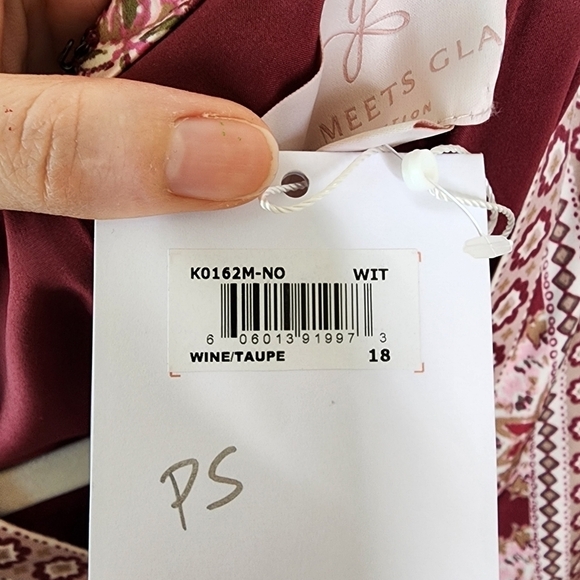 MEETS GLA
K0162M-NO WIT
6 06013 91997 3
WINE/TAUPE 18
PS